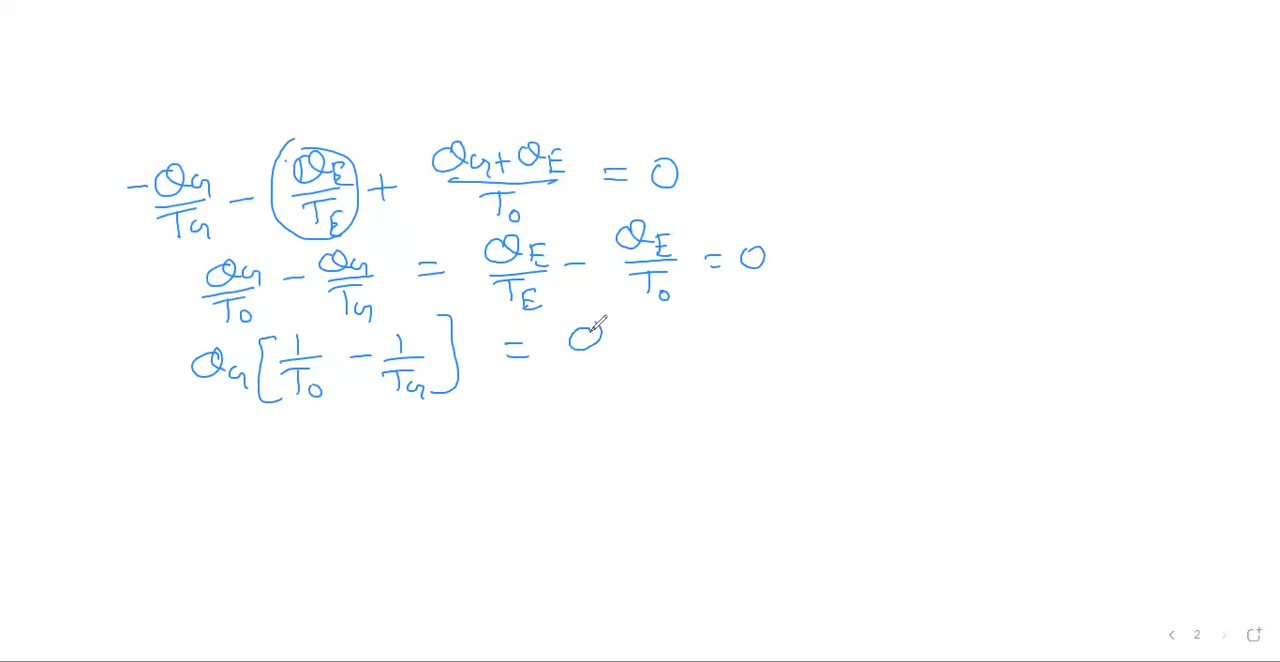 -QG/TG - QE/TE + (QG+QE)/T0 = 0
QG/T0 - QG/TG = QE/TE - QE/T0 = 0
QG[1/T0 - 1/TG] = 0
2